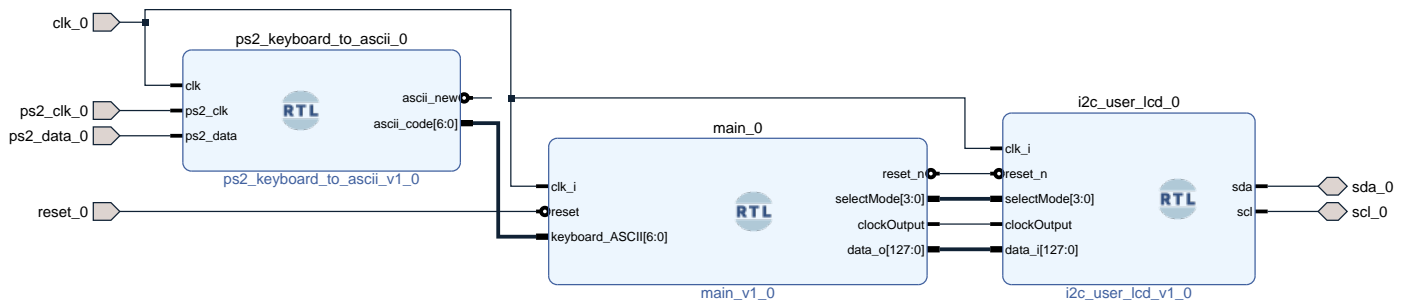 clk_0
ps2_clk_0
ps2_data_0
reset_0
ps2_keyboard_to_ascii_0
clk
ps2_clk
ps2_data
RTL
ascii_new
ascii_code[6:0]
ps2_keyboard_to_ascii_v1_0
main_0
clk_i
reset
keyboard_ASCII[6:0]
RTL
reset_n
selectMode[3:0]
clockOutput
data_o[127:0]
main_v1_0
i2c_user_lcd_0
clk_i
reset_n
selectMode[3:0]
clockOutput
data_i[127:0]
RTL
sda
scl
i2c_user_lcd_v1_0
sda_0
scl_0